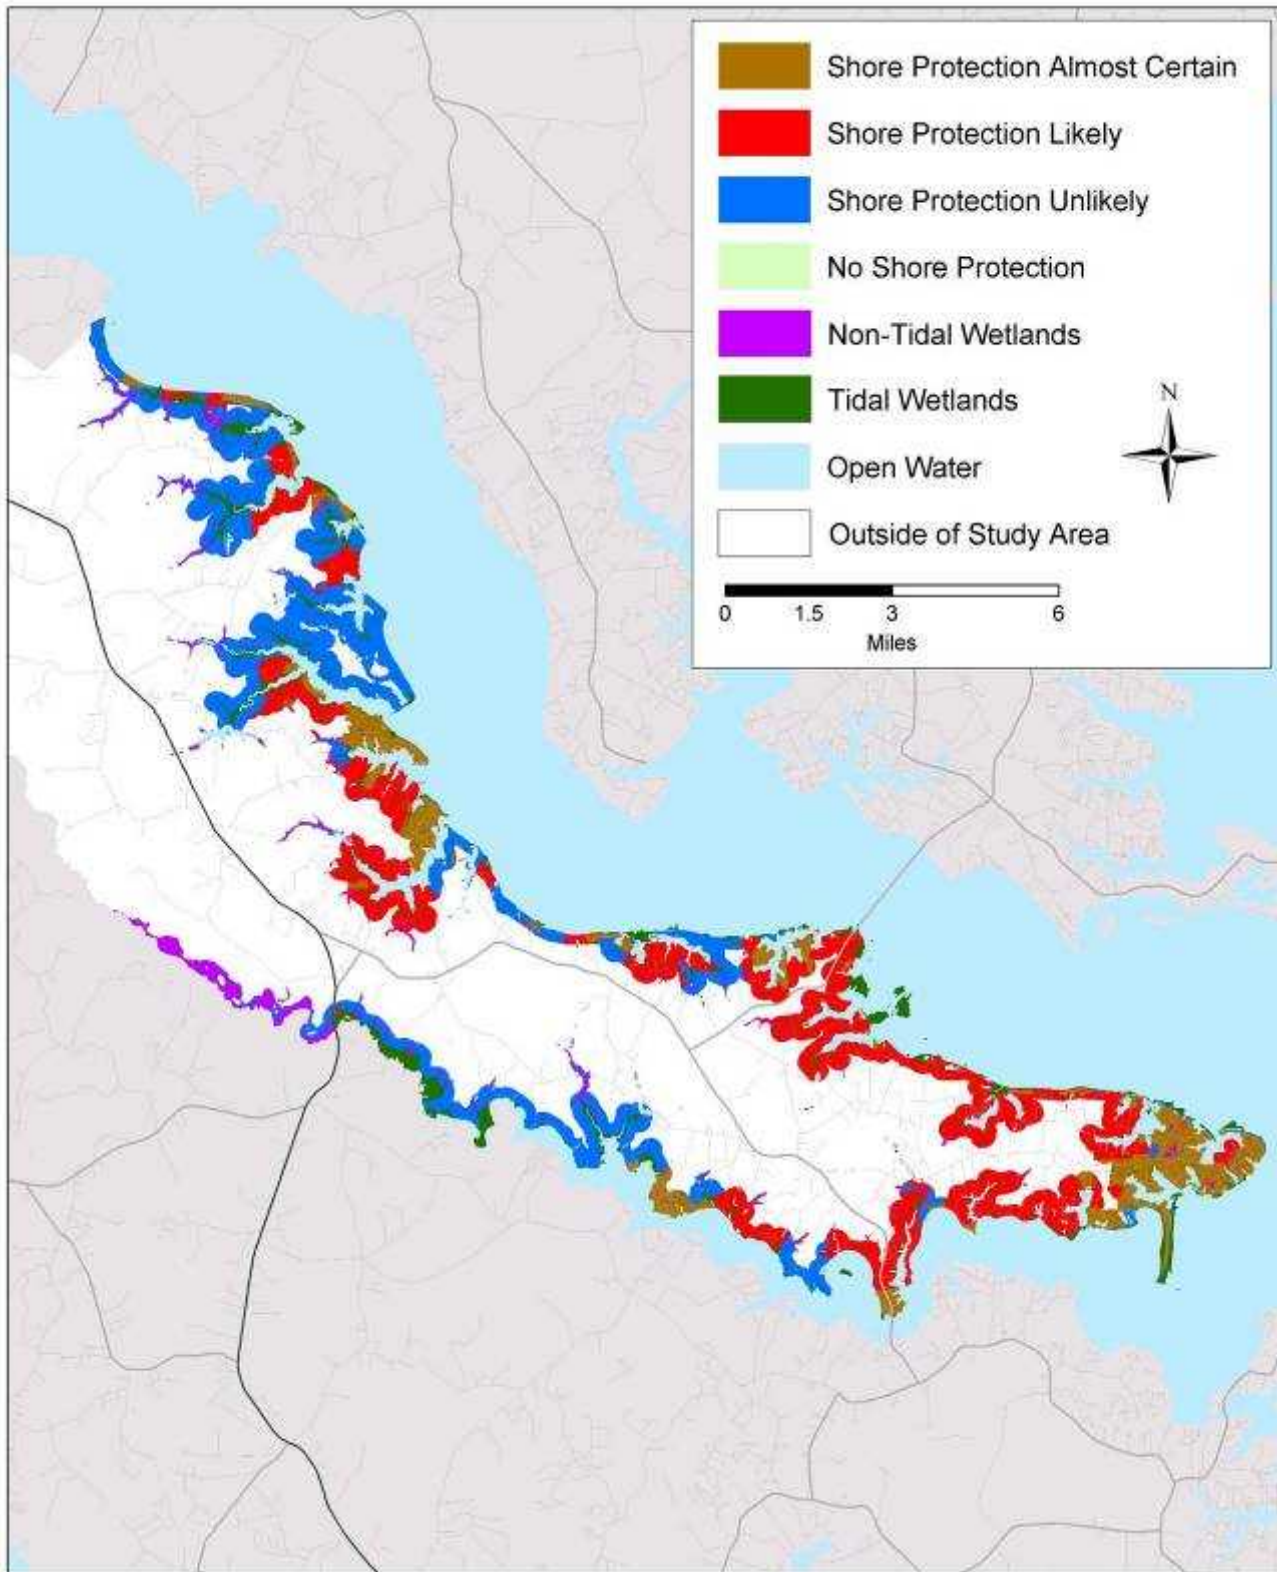 Shore Protection Almost Certain
Shore Protection Likely
Shore Protection Unlikely
No Shore Protection
Non-Tidal Wetlands
Tidal Wetlands
N
Open Water
Outside of Study Area
0 1.5 3 6
Miles